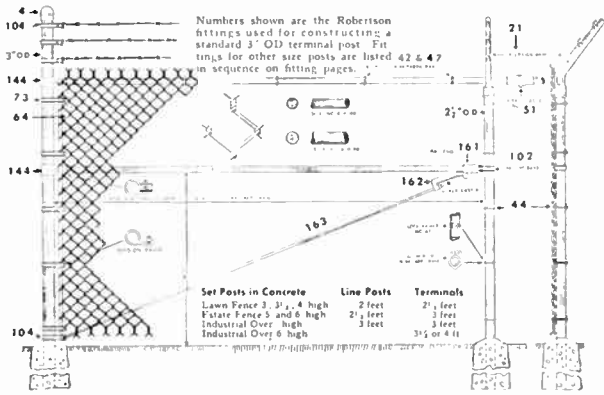 4
104
3" OD
144
73
64
144
104
Numbers shown are the Robertson
fittings used for constructing a
standard 3" OD terminal post. Fit
tings for other size posts are listed
in sequence on fitting pages.
42 & 47
21
51
2½" OD
161
102
162
44
163
Set Posts in Concrete Line Posts Terminals
Lawn Fence 3, 3½, 4 high 2 feet 2½ feet
Estate Fence 5 and 6 high 2½ feet 3 feet
Industrial Over high 3 feet 3 feet
Industrial Over 6 high 3½ or 4 ft